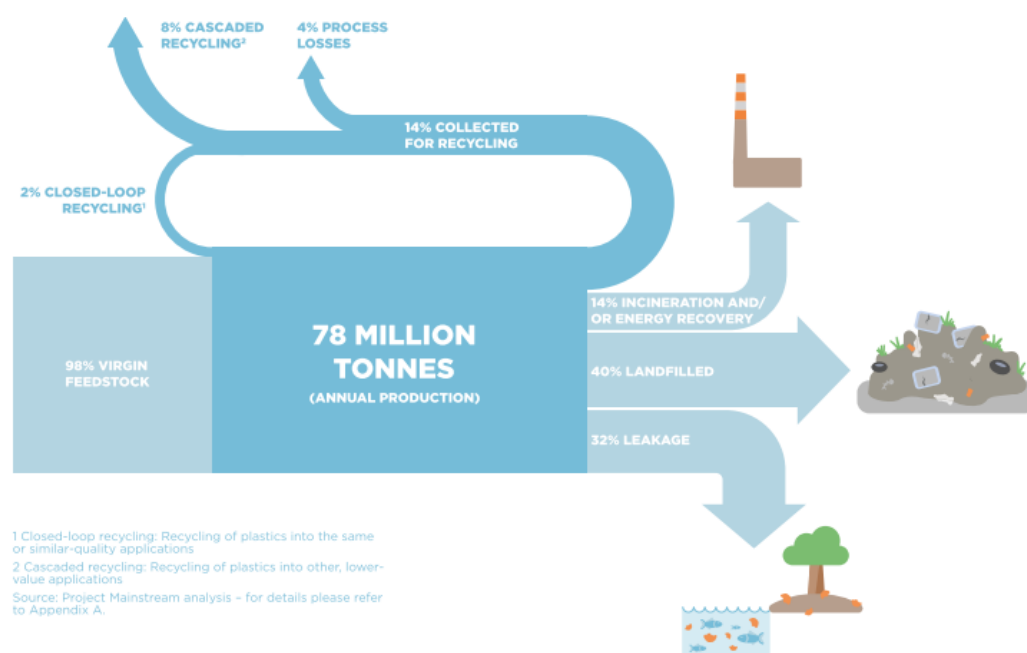 8% CASCADED
RECYCLING²
4% PROCESS
LOSSES
14% COLLECTED
FOR RECYCLING
2% CLOSED-LOOP
RECYCLING¹
98% VIRGIN
FEEDSTOCK
78 MILLION
TONNES
(ANNUAL PRODUCTION)
14% INCINERATION AND/
OR ENERGY RECOVERY
40% LANDFILLED
32% LEAKAGE
1 Closed-loop recycling: Recycling of plastics into the same
or similar-quality applications
2 Cascaded recycling: Recycling of plastics into other, lower-
value applications
Source: Project Mainstream analysis – for details please refer
to Appendix A.